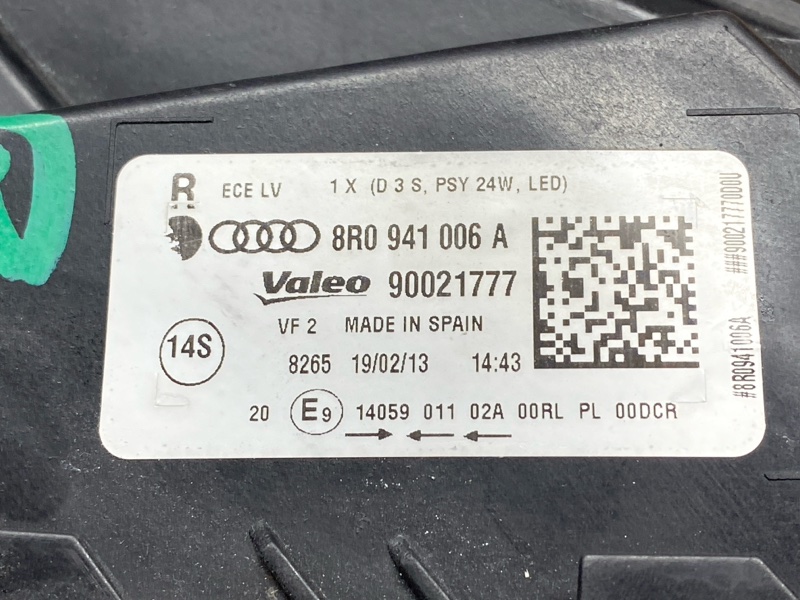 R ECE LV 1 X (D 3 S, PSY 24W, LED)
8R0 941 006 A
Valeo 90021777
VF 2 MADE IN SPAIN
14S
8265 19/02/13 14:43
20 E9 14059 011 02A 00RL PL 00DCR
#8R0941006A ###90021777000U